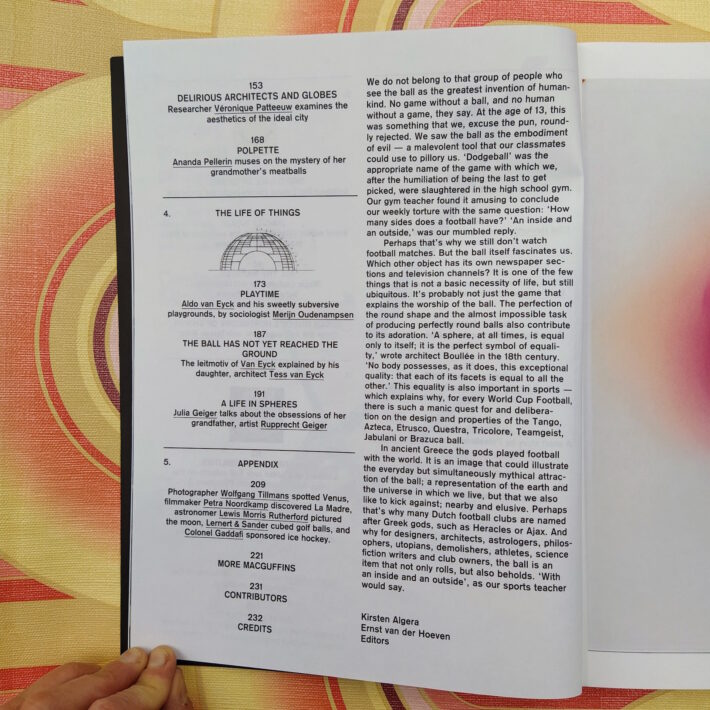 153
DELIRIOUS ARCHITECTS AND GLOBES
Researcher Véronique Patteeuw examines the
aesthetics of the ideal city
168
POLPETTE
Ananda Pellerin muses on the mystery of her
grandmother's meatballs
4. THE LIFE OF THINGS
173
PLAYTIME
Aldo van Eyck and his sweetly subversive
playgrounds, by sociologist Merijn Oudenampsen
187
THE BALL HAS NOT YET REACHED THE
GROUND
The leitmotiv of Van Eyck explained by his
daughter, architect Tess van Eyck
191
A LIFE IN SPHERES
Julia Geiger talks about the obsessions of her
grandfather, artist Rupprecht Geiger
5. APPENDIX
209
Photographer Wolfgang Tillmans spotted Venus,
filmmaker Petra Noordkamp discovered La Madre,
astronomer Lewis Morris Rutherford pictured
the moon, Lernert & Sander cubed golf balls, and
Colonel Gaddafi sponsored ice hockey.
221
MORE MACGUFFINS
231
CONTRIBUTORS
232
CREDITS
We do not belong to that group of people who
see the ball as the greatest invention of human-
kind. No game without a ball, and no human
without a game, they say. At the age of 13, this
was something that we, excuse the pun, round-
ly rejected. We saw the ball as the embodiment
of evil — a malevolent tool that our classmates
could use to pillory us. ‘Dodgeball’ was the
appropriate name of the game with which we,
after the humiliation of being the last to get
picked, were slaughtered in the high school gym.
Our gym teacher found it amusing to conclude
our weekly torture with the same question: ‘How
many sides does a football have?’ ‘An inside and
an outside,’ was our mumbled reply.
Perhaps that's why we still don't watch
football matches. But the ball itself fascinates us.
Which other object has its own newspaper sec-
tions and television channels? It is one of the few
things that is not a basic necessity of life, but still
ubiquitous. It's probably not just the game that
explains the worship of the ball. The perfection of
the round shape and the almost impossible task
of producing perfectly round balls also contribute
to its adoration. ‘A sphere, at all times, is equal
only to itself; it is the perfect symbol of equali-
ty,’ wrote architect Boullée in the 18th century.
‘No body possesses, as it does, this exceptional
quality: that each of its facets is equal to all the
other.’ This equality is also important in sports —
which explains why, for every World Cup Football,
there is such a manic quest for and delibera-
tion on the design and properties of the Tango,
Azteca, Etrusco, Questra, Tricolore, Teamgeist,
Jabulani or Brazuca ball.
In ancient Greece the gods played football
with the world. It is an image that could illustrate
the everyday but simultaneously mythical attrac-
tion of the ball; a representation of the earth and
the universe in which we live, but that we also
like to kick against; nearby and elusive. Perhaps
that's why many Dutch football clubs are named
after Greek gods, such as Heracles or Ajax. And
why for designers, architects, astrologers, philos-
ophers, utopians, demolishers, athletes, science
fiction writers and club owners, the ball is an
item that not only rolls, but also beholds. ‘With
an inside and an outside’, as our sports teacher
would say.
Kirsten Algera
Ernst van der Hoeven
Editors